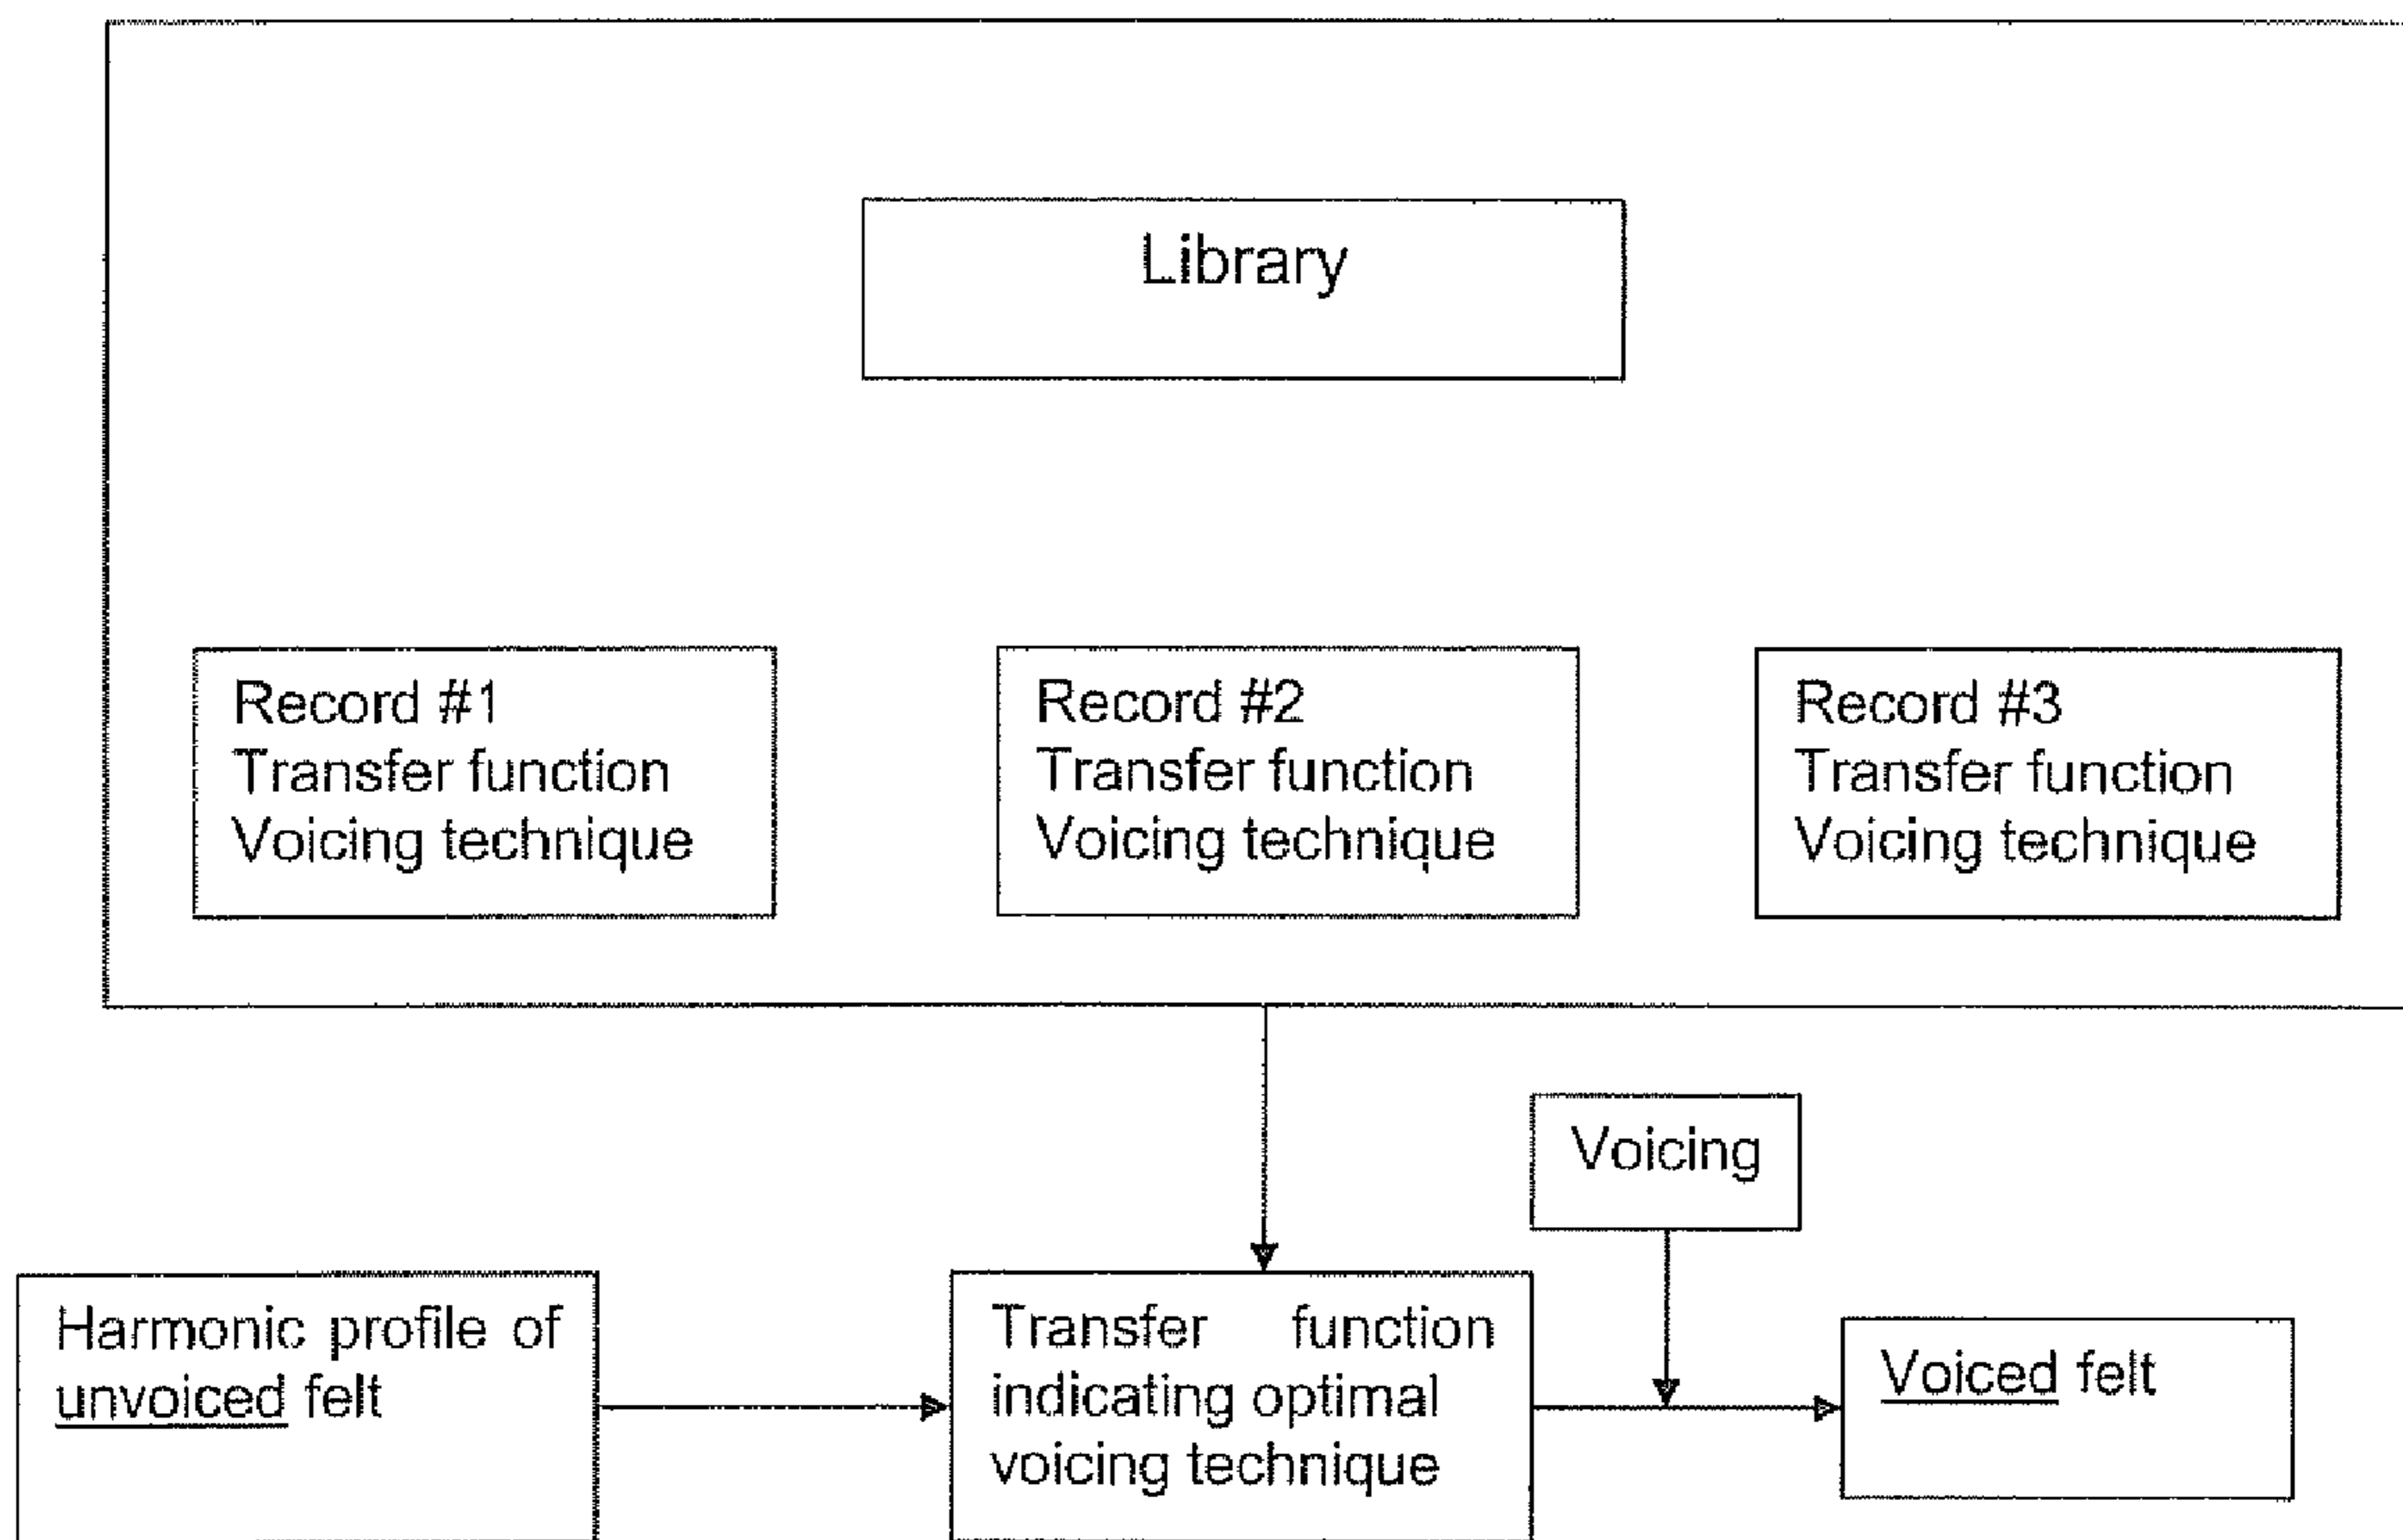 Library
Record #1
Transfer function
Voicing technique
Record #2
Transfer function
Voicing technique
Record #3
Transfer function
Voicing technique
Voicing
Harmonic profile of
unvoiced felt
Transfer function
indicating optimal
voicing technique
Voiced felt